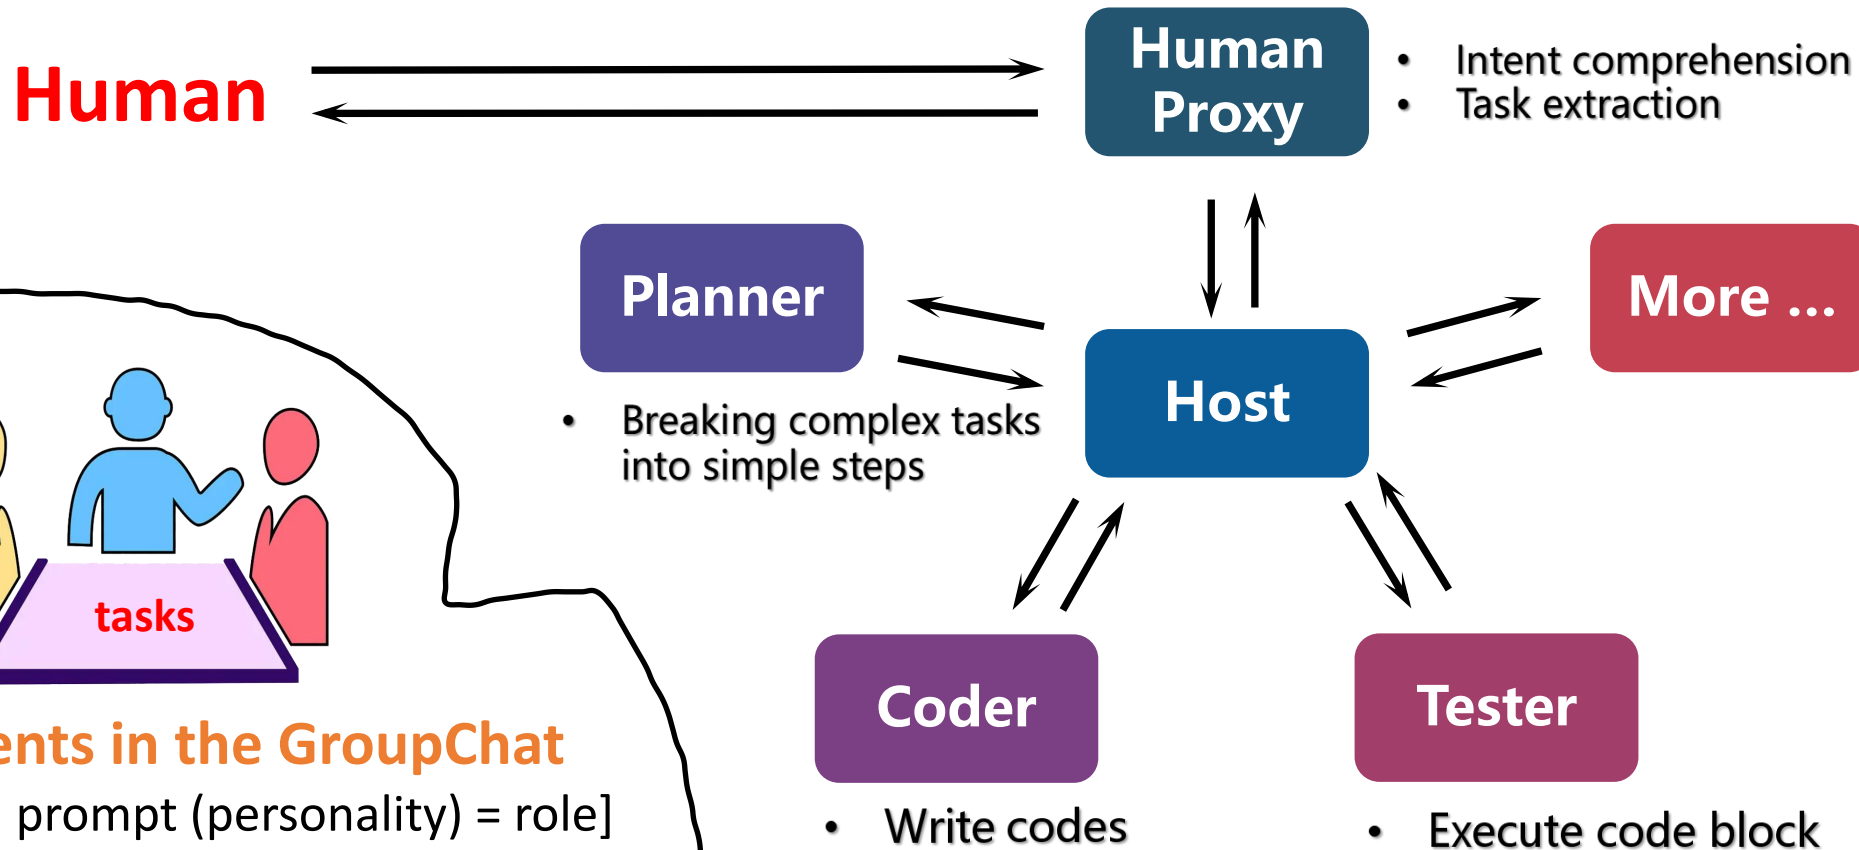 Human
Human
Proxy
• Intent comprehension
• Task extraction
Planner
More ...
Host
• Breaking complex tasks
into simple steps
tasks
Coder
Tester
ents in the GroupChat
prompt (personality) = role]
• Write codes
• Execute code block